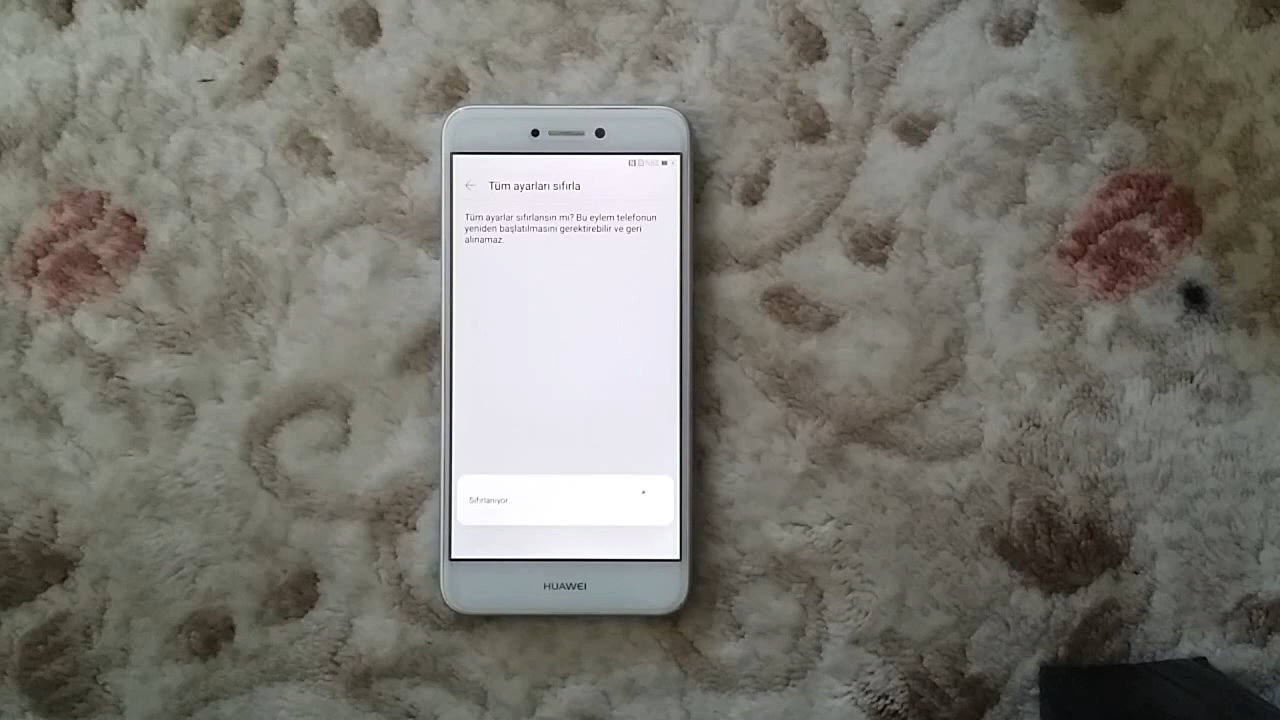 Tüm ayarları sıfırla
Tüm ayarlar sıfırlansın mı? Bu eylem telefonun
yeniden başlatılmasını gerektirebilir ve geri
alınamaz.
Sıfırlanıyor...
HUAWEI